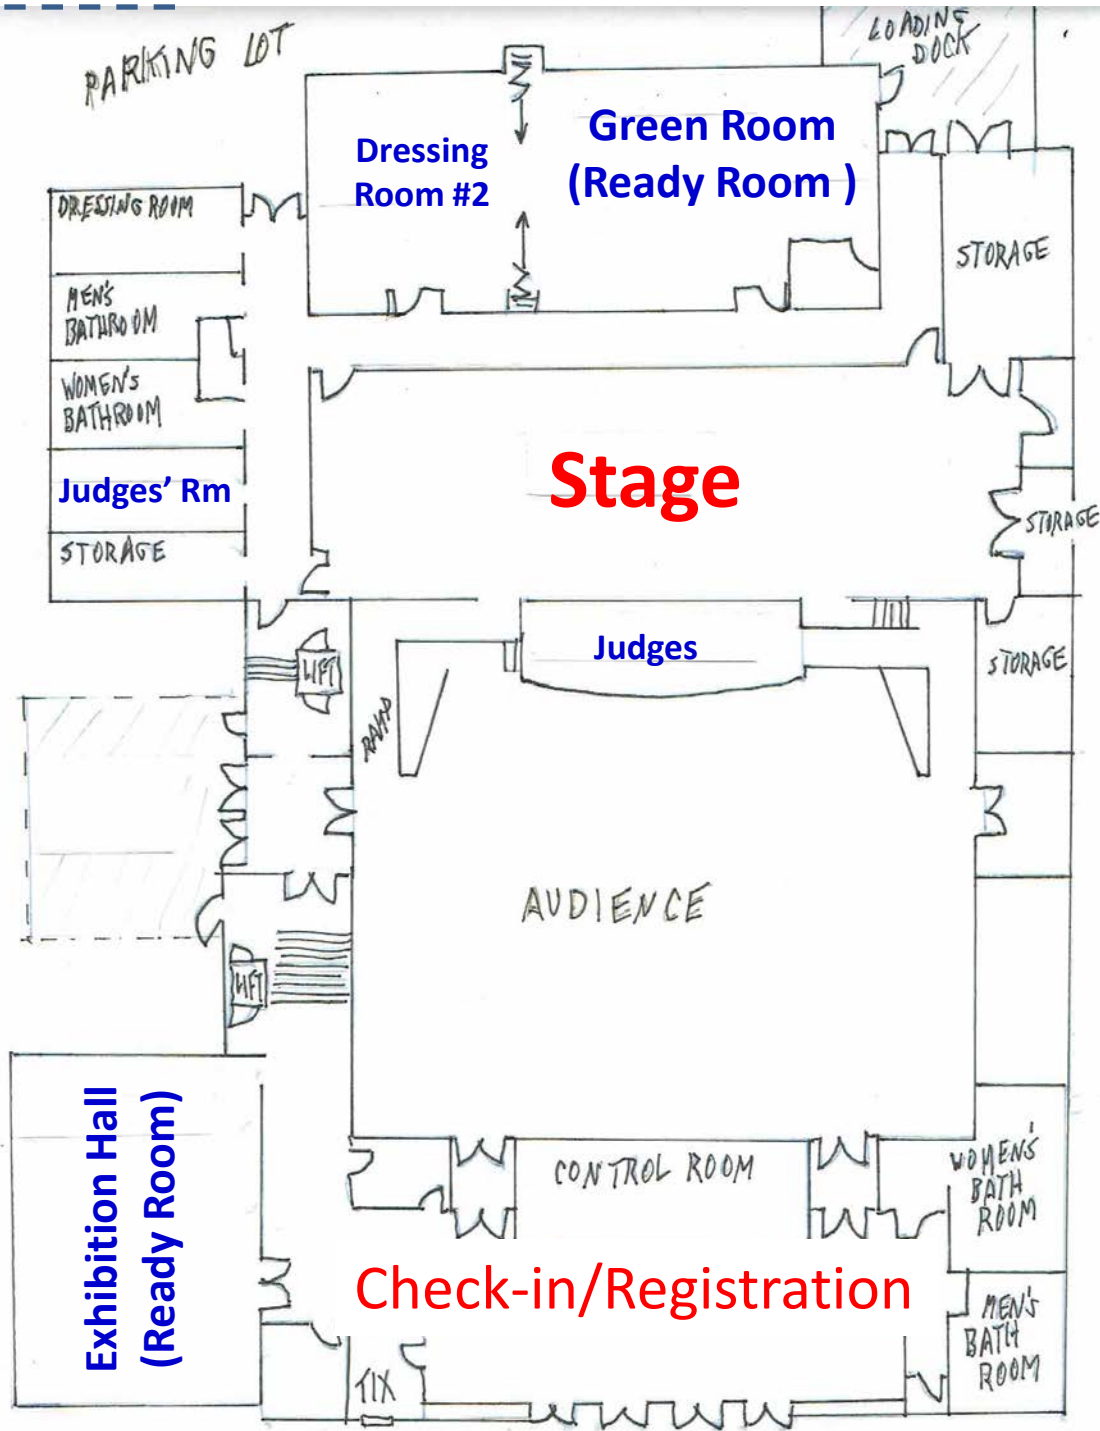 PARKING LOT
LOADING
DOCK
Dressing
Room #2
Green Room
(Ready Room )
DRESSING ROOM
MEN'S
BATHROOM
WOMEN'S
BATHROOM
Judges' Rm
STORAGE
STORAGE
Stage
STORAGE
STORAGE
Judges
LIFT
RAMP
AUDIENCE
LIFT
Exhibition Hall
(Ready Room)
CONTROL ROOM
WOMEN'S
BATH
ROOM
Check-in/Registration
MEN'S
BATH
ROOM
TIX